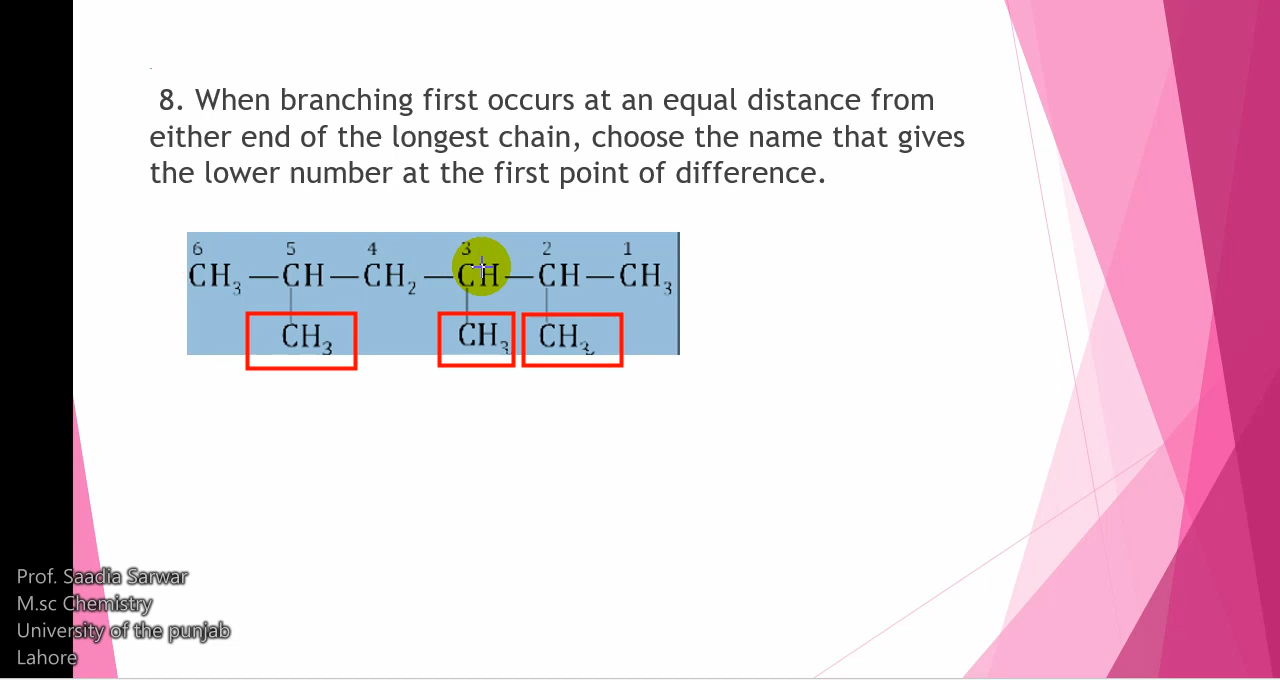 8. When branching first occurs at an equal distance from
either end of the longest chain, choose the name that gives
the lower number at the first point of difference.
6 5 4 3 2 1
CH₃—CH—CH₂—CH—CH—CH₃
CH₃ CH₃ CH₃
Prof. Saadia Sarwar
M.sc Chemistry
University of the punjab
Lahore